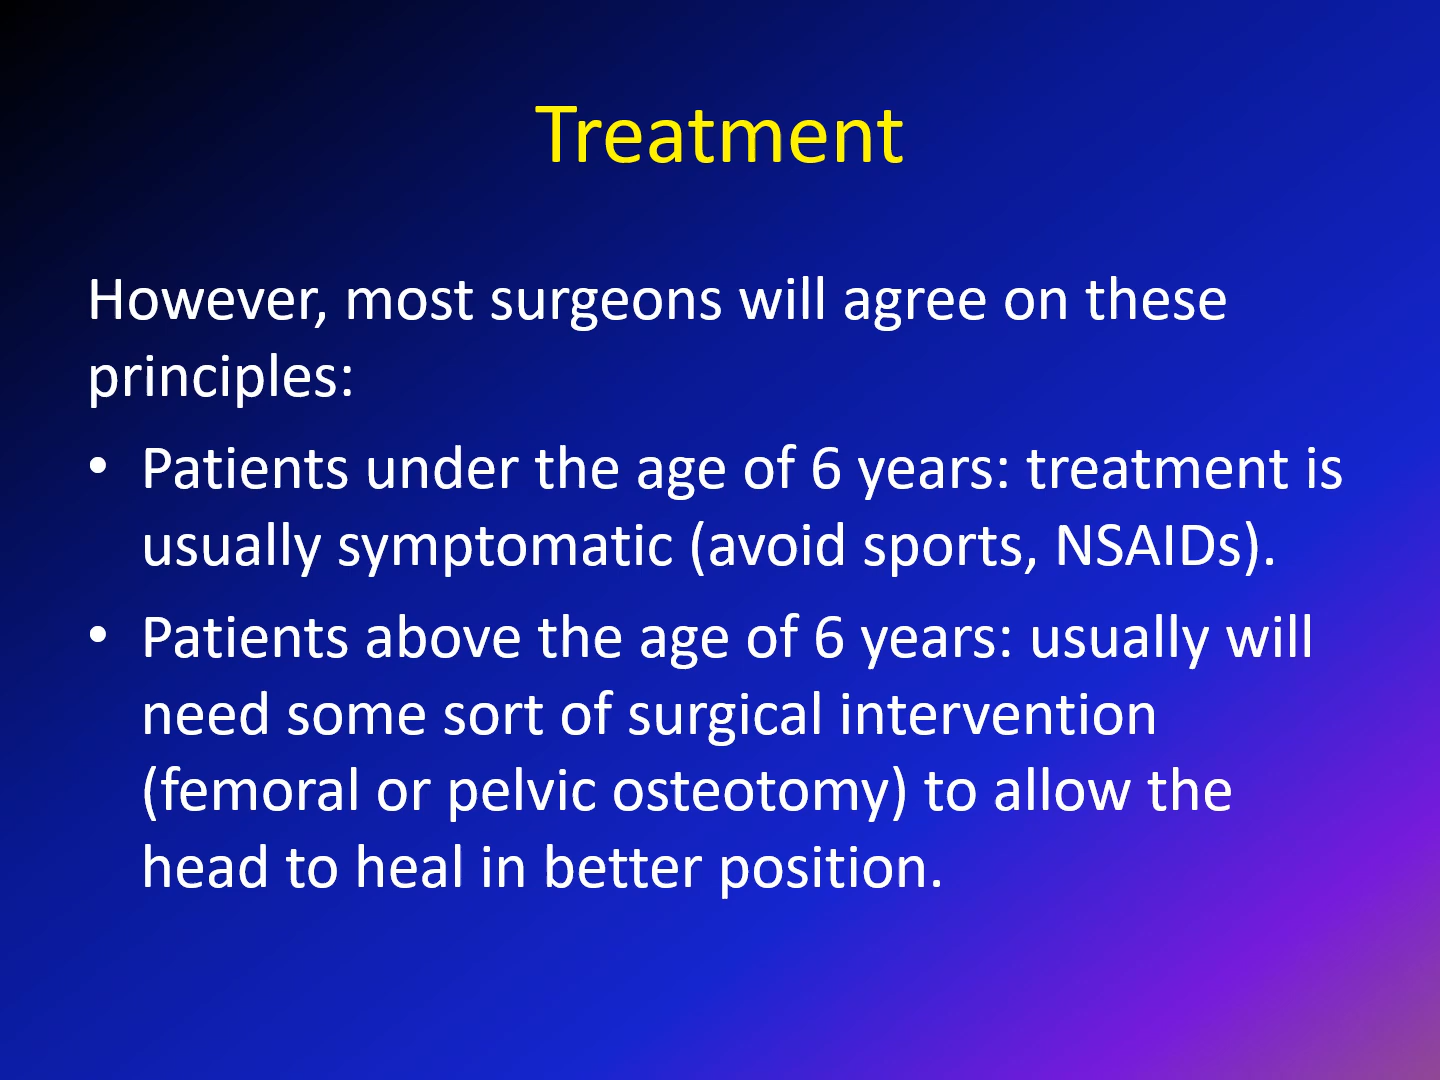 Treatment
However, most surgeons will agree on these
principles:
• Patients under the age of 6 years: treatment is
usually symptomatic (avoid sports, NSAIDs).
• Patients above the age of 6 years: usually will
need some sort of surgical intervention
(femoral or pelvic osteotomy) to allow the
head to heal in better position.